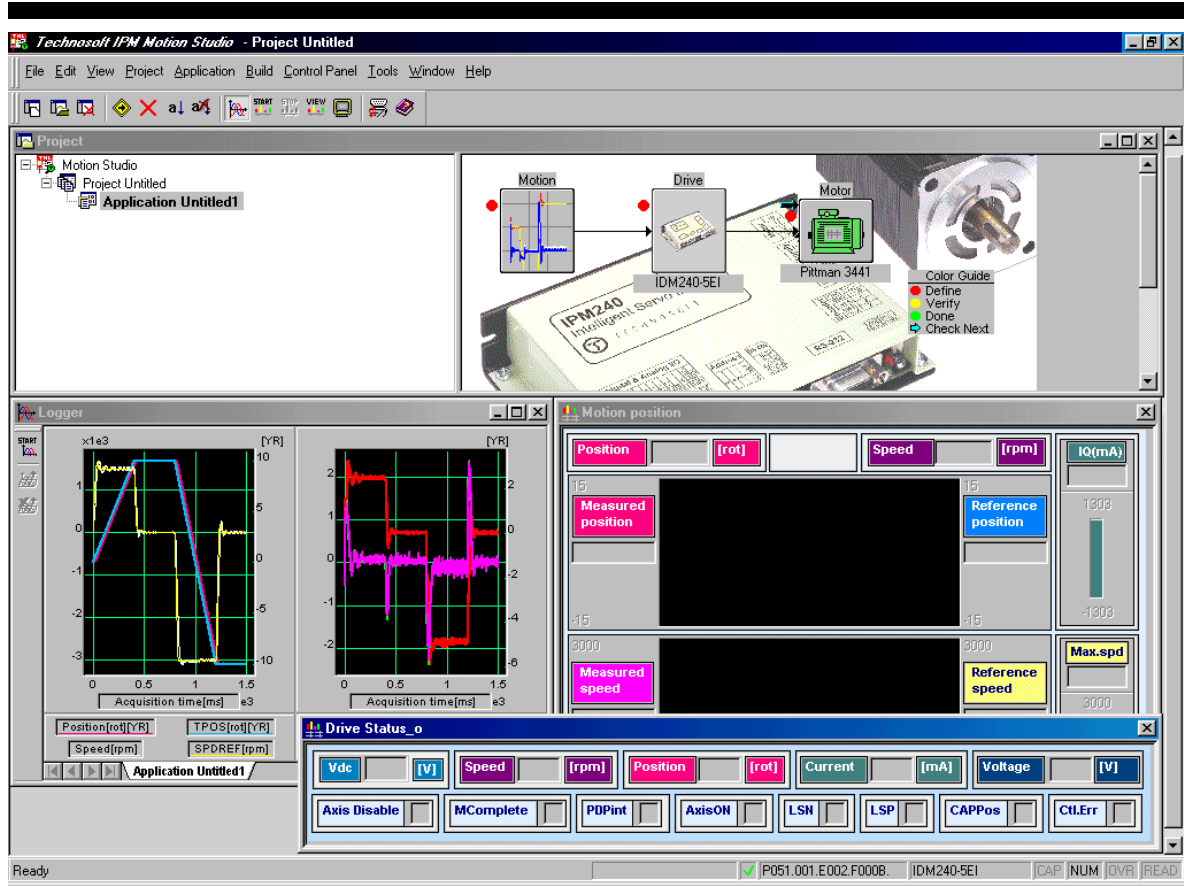 Technosoft IPM Motion Studio - Project Untitled
File Edit View Project Application Build Control Panel Tools Window Help
START STOP VIEW
Project
Motion Studio
Project Untitled
Application Untitled1
Motion Drive Motor
IDM240-5EI
Pittman 3441
Color Guide
Define
Verify
Done
Check Next
IPM240
Intelligent Servo
RS-232
Logger
START
x1e3 [YR]
10
1
5
0
0
-1
-5
-2
-3
-10
0 0.5 1 1.5
Acquisition time[ms] e3
[YR]
2
2
1
0
0
-2
-1
-4
-2
-6
0 0.5 1 1.5
Acquisition time[ms] e3
Position[rot][YR] TPOS[rot][YR]
Speed[rpm] SPDREF[rpm]
Application Untitled1
Motion position
Position [rot] Speed [rpm] IQ(mA)
15 15
Measured position
Reference position
1303
-15 -15
-1303
3000 3000
Measured speed
Reference speed
Max.spd
3000
Drive Status_o
Vdc [V] Speed [rpm] Position [rot] Current [mA] Voltage [V]
Axis Disable MComplete PDPint AxisON LSN LSP CAPPos Ctl.Err
Ready P051.001.E002.F000B. IDM240-5EI CAP NUM OVR READ